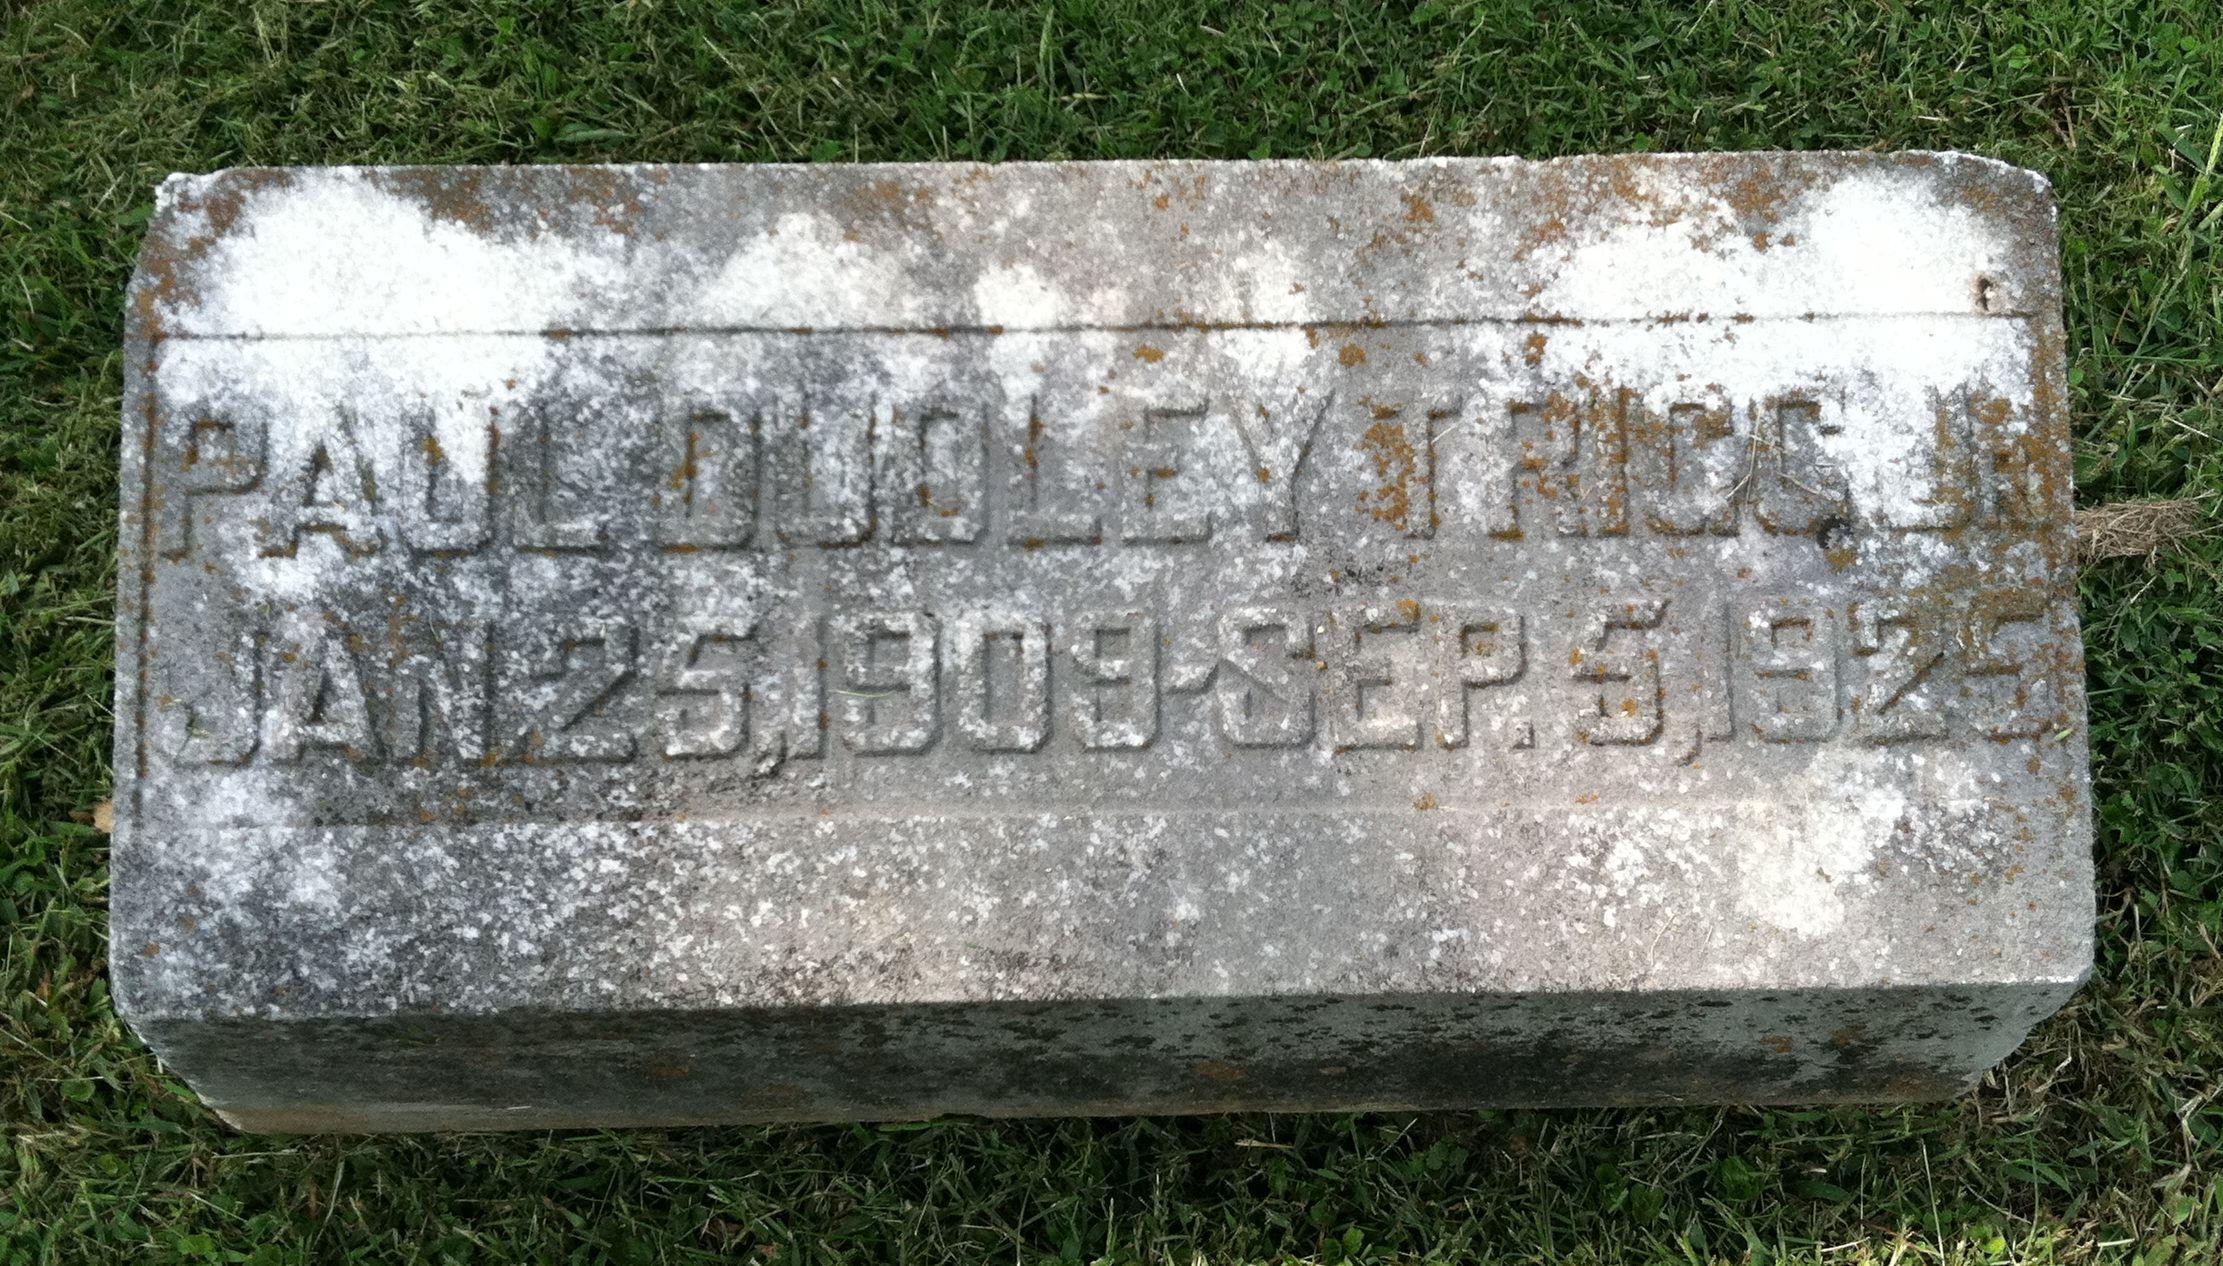 PAUL DUDLEY TRIGG JR
JAN 25, 1909-SEP. 5, 1925